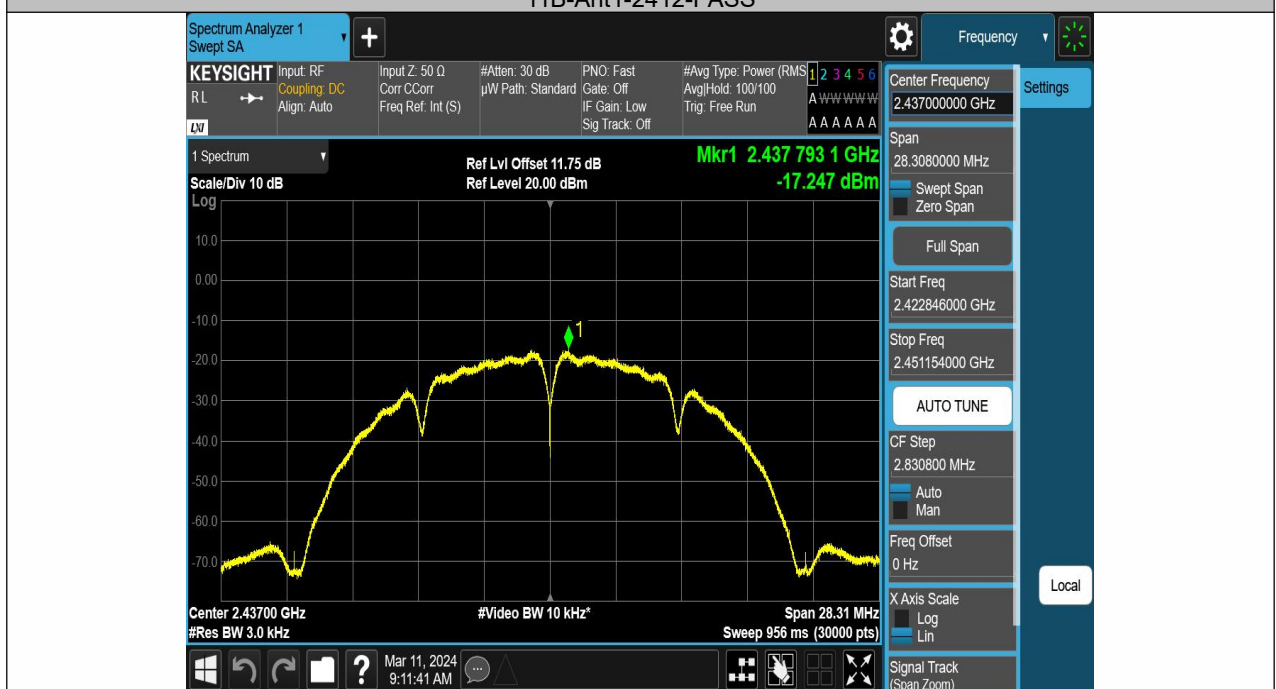 11B-Ant1-2412-PASS
Spectrum Analyzer 1
Swept SA
Frequency
KEYSIGHT
RL
LXI
Input: RF
Coupling: DC
Align: Auto
Input Z: 50 Ω
Corr CCorr
Freq Ref: Int (S)
#Atten: 30 dB
µW Path: Standard
PNO: Fast
Gate: Off
IF Gain: Low
Sig Track: Off
#Avg Type: Power (RMS
Avg|Hold: 100/100
Trig: Free Run
1 2 3 4 5 6
A W W W W W
A A A A A A
1 Spectrum
Scale/Div 10 dB
Log
Ref Lvl Offset 11.75 dB
Ref Level 20.00 dBm
Mkr1 2.437 793 1 GHz
-17.247 dBm
10.0
0.00
-10.0
-20.0
-30.0
-40.0
-50.0
-60.0
-70.0
1
Center 2.43700 GHz
#Res BW 3.0 kHz
#Video BW 10 kHz*
Span 28.31 MHz
Sweep 956 ms (30000 pts)
?
Mar 11, 2024
9:11:41 AM
Center Frequency
2.437000000 GHz
Span
28.3080000 MHz
Swept Span
Zero Span
Full Span
Start Freq
2.422846000 GHz
Stop Freq
2.451154000 GHz
AUTO TUNE
CF Step
2.830800 MHz
Auto
Man
Freq Offset
0 Hz
X Axis Scale
Log
Lin
Signal Track
(Span Zoom)
Settings
Local